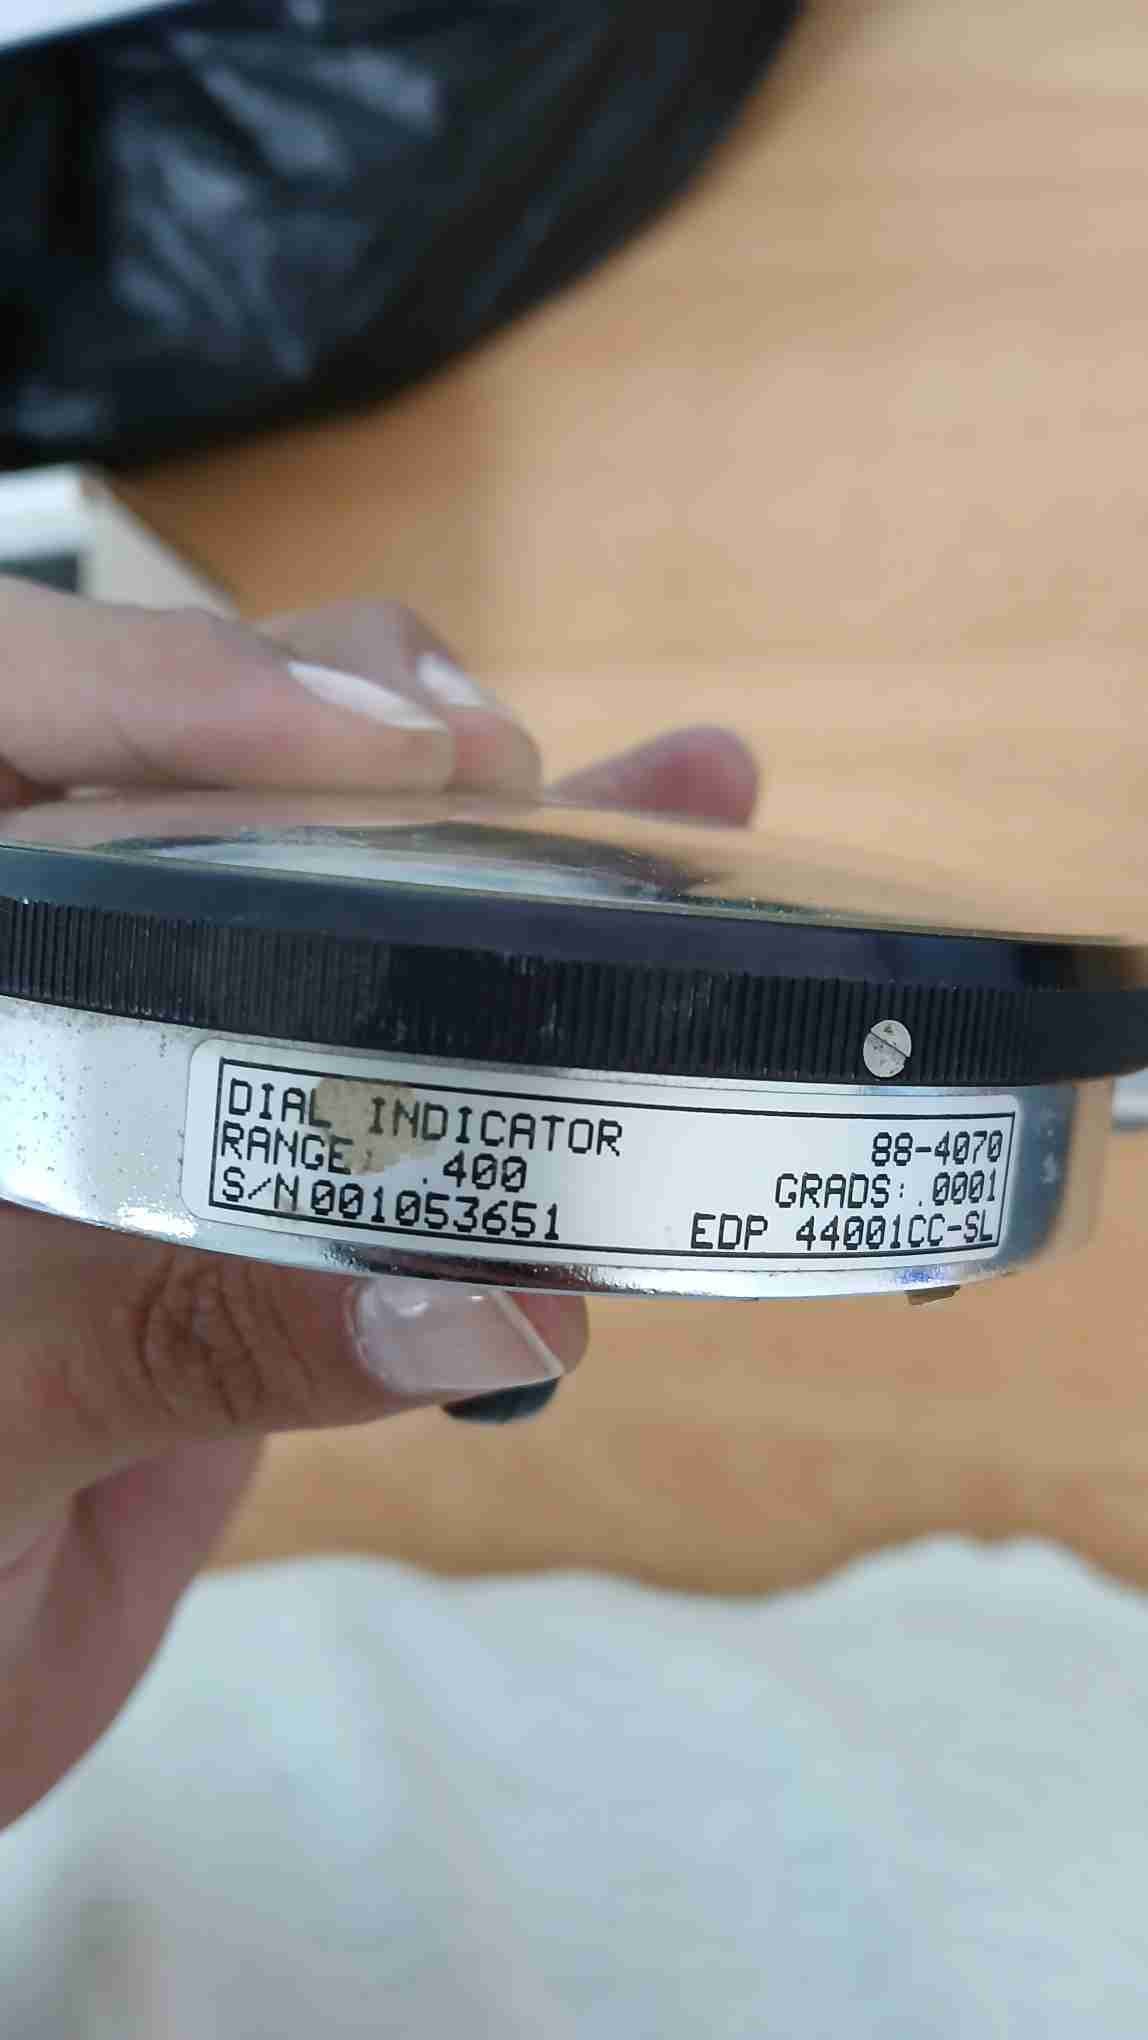 DIAL INDICATOR 88-4070
RANGE: .400 GRADS: .0001
S/N 001053651 EDP 44001CC-SL